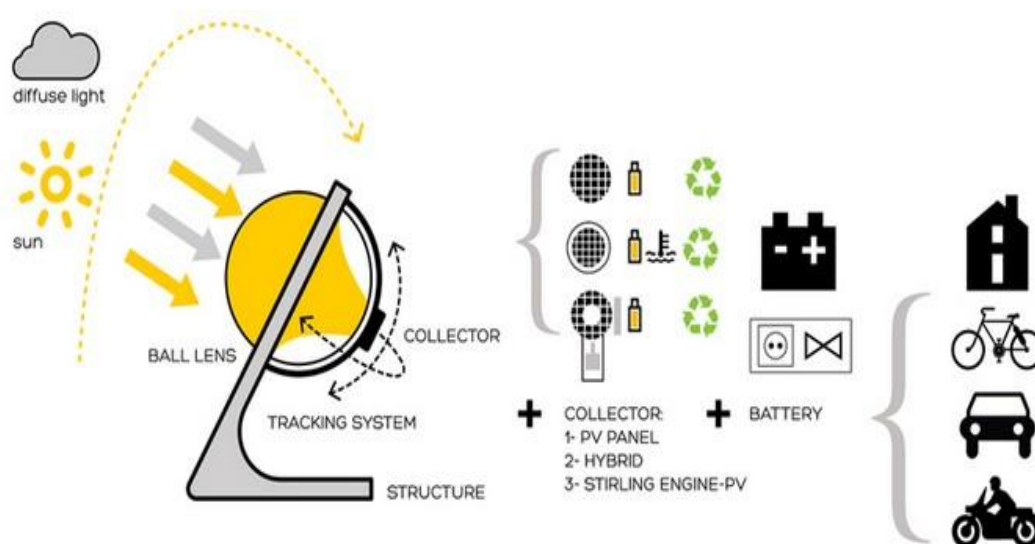 diffuse light
sun
BALL LENS
COLLECTOR
TRACKING SYSTEM
STRUCTURE
+ COLLECTOR:
1- PV PANEL
2- HYBRID
3- STIRLING ENGINE-PV
+ BATTERY